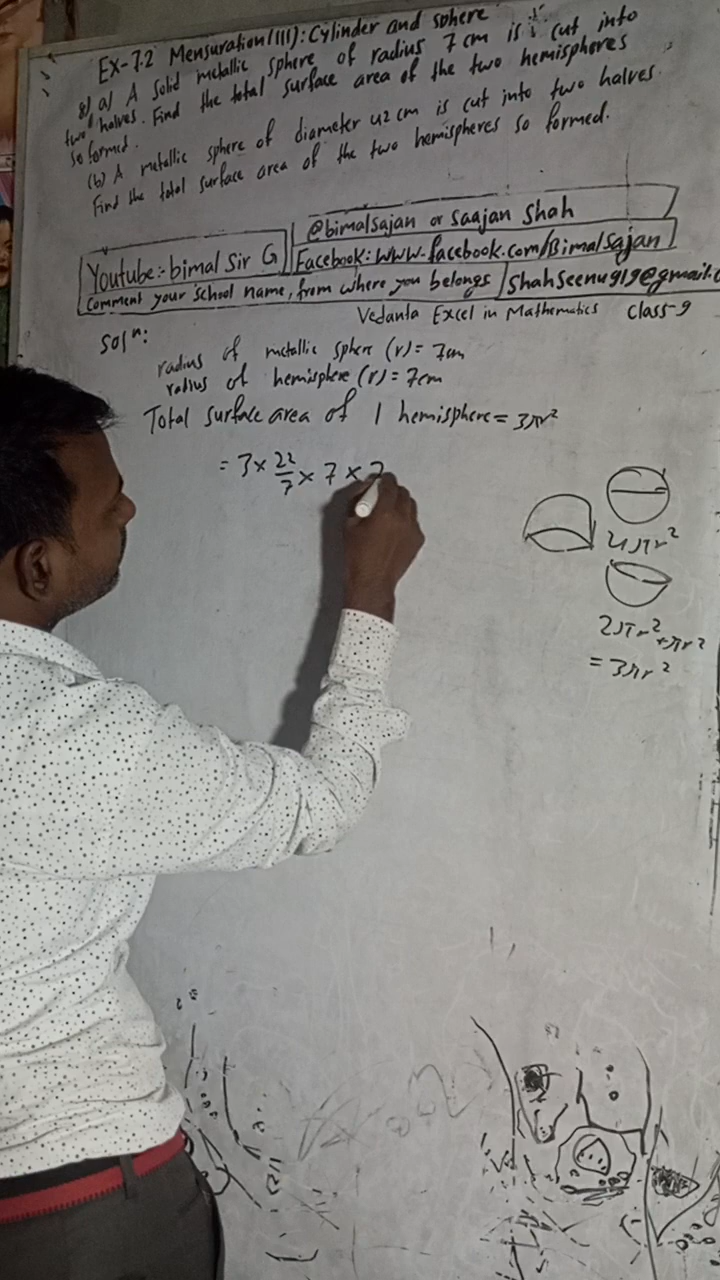 EX-7.2 Mensuration(III): Cylinder and sphere
8) a) A solid metallic sphere of radius 7 cm is cut into
two halves. Find the total surface area of the two hemispheres
so formed.
(b) A metallic sphere of diameter 42 cm is cut into two halves.
Find the total surface area of the two hemispheres so formed.
@bimalsajan or Saajan Shah
Youtube:- bimal Sir G
Facebook: www.facebook.com/Bimalsajan
Comment your school name, from where you belongs
Shahseenu919@gmail.c
Vedanta Excel in Mathematics Class-9
Solⁿ:
radius of metallic sphere (r) = 7cm
radius of hemisphere (r) = 7cm
Total surface area of 1 hemisphere = 3πr²
= 3 × 22/7 × 7 × 7
4πr²
2πr² + πr²
= 3πr²